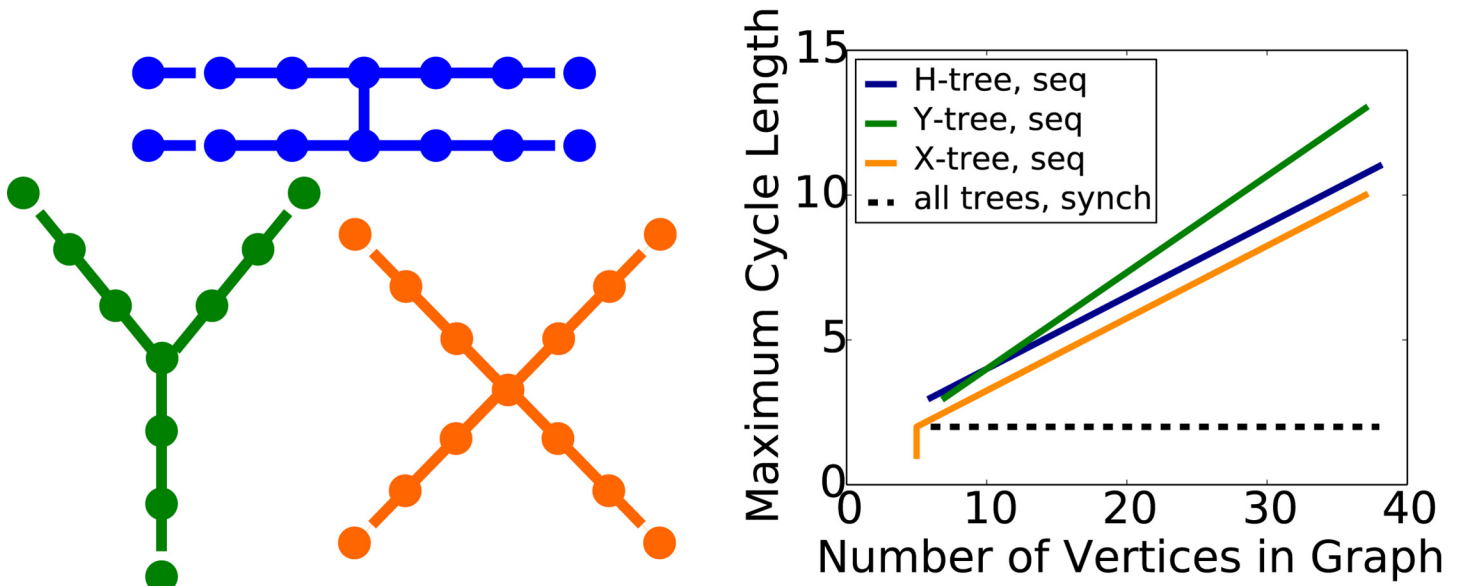 Maximum Cycle Length
15
10
5
0
H-tree, seq
Y-tree, seq
X-tree, seq
all trees, synch
0 10 20 30 40
Number of Vertices in Graph